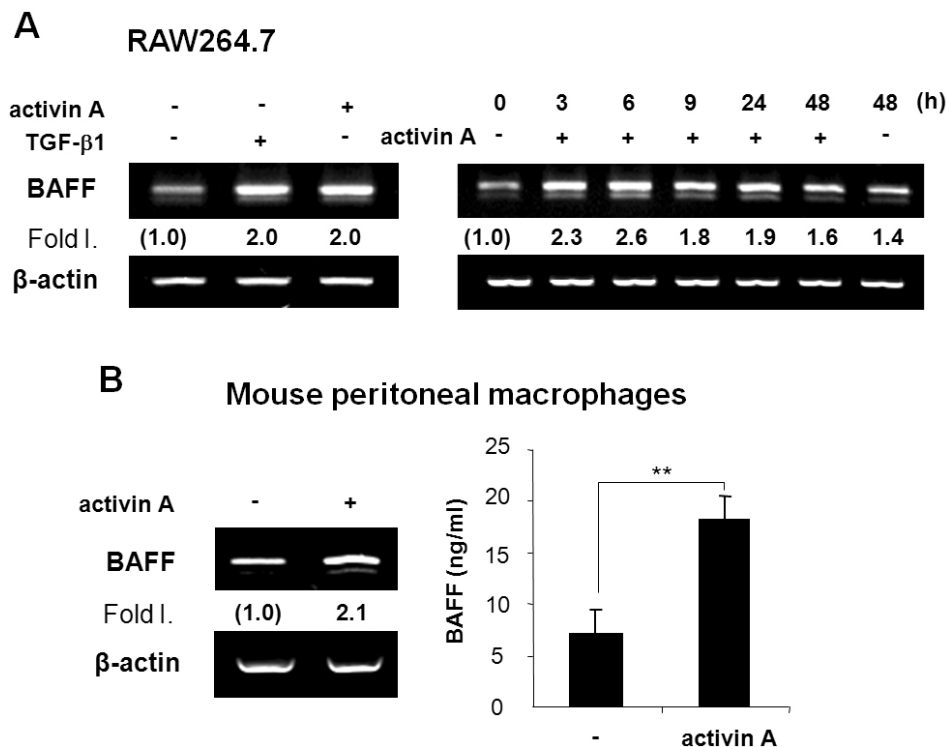 A
RAW264.7
activin A - - +
TGF-β1 - + -
BAFF
Fold I. (1.0) 2.0 2.0
β-actin
0 3 6 9 24 48 48 (h)
activin A - + + + + + -
(1.0) 2.3 2.6 1.8 1.9 1.6 1.4
B
Mouse peritoneal macrophages
activin A - +
BAFF
Fold I. (1.0) 2.1
β-actin
BAFF (ng/ml)
25
20
15
10
5
0
**
- activin A